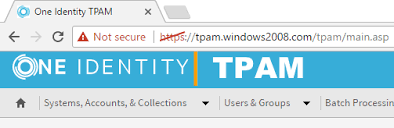 One Identity TPAM
Not secure | https://tpam.windows2008.com/tpam/main.asp
ONE IDENTITY TPAM
Systems, Accounts, & Collections Users & Groups Batch Processin